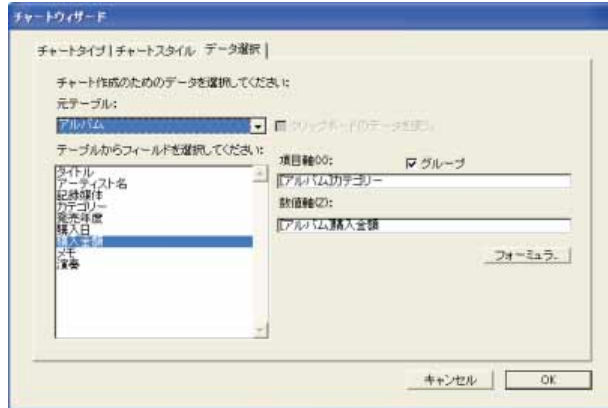 チャートウィザード
チャートタイプ | チャートスタイル データ選択 |
チャート作成のためのデータを選択してください:
元テーブル:
アルバム
クリップボードのデータを使う。
テーブルからフィールドを選択してください:
項目軸(X):
グループ
タイトル
アーティスト名
記録媒体
カテゴリー
発売年度
購入日
購入金額
メモ
演奏
[アルバム]カテゴリー
数値軸(Z):
[アルバム]購入金額
フォーミュラ..
キャンセル
OK